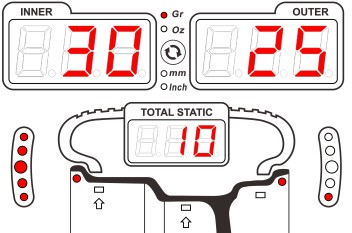 INNER
OUTER
30
Gr
Oz
mm
Inch
25
TOTAL STATIC
10